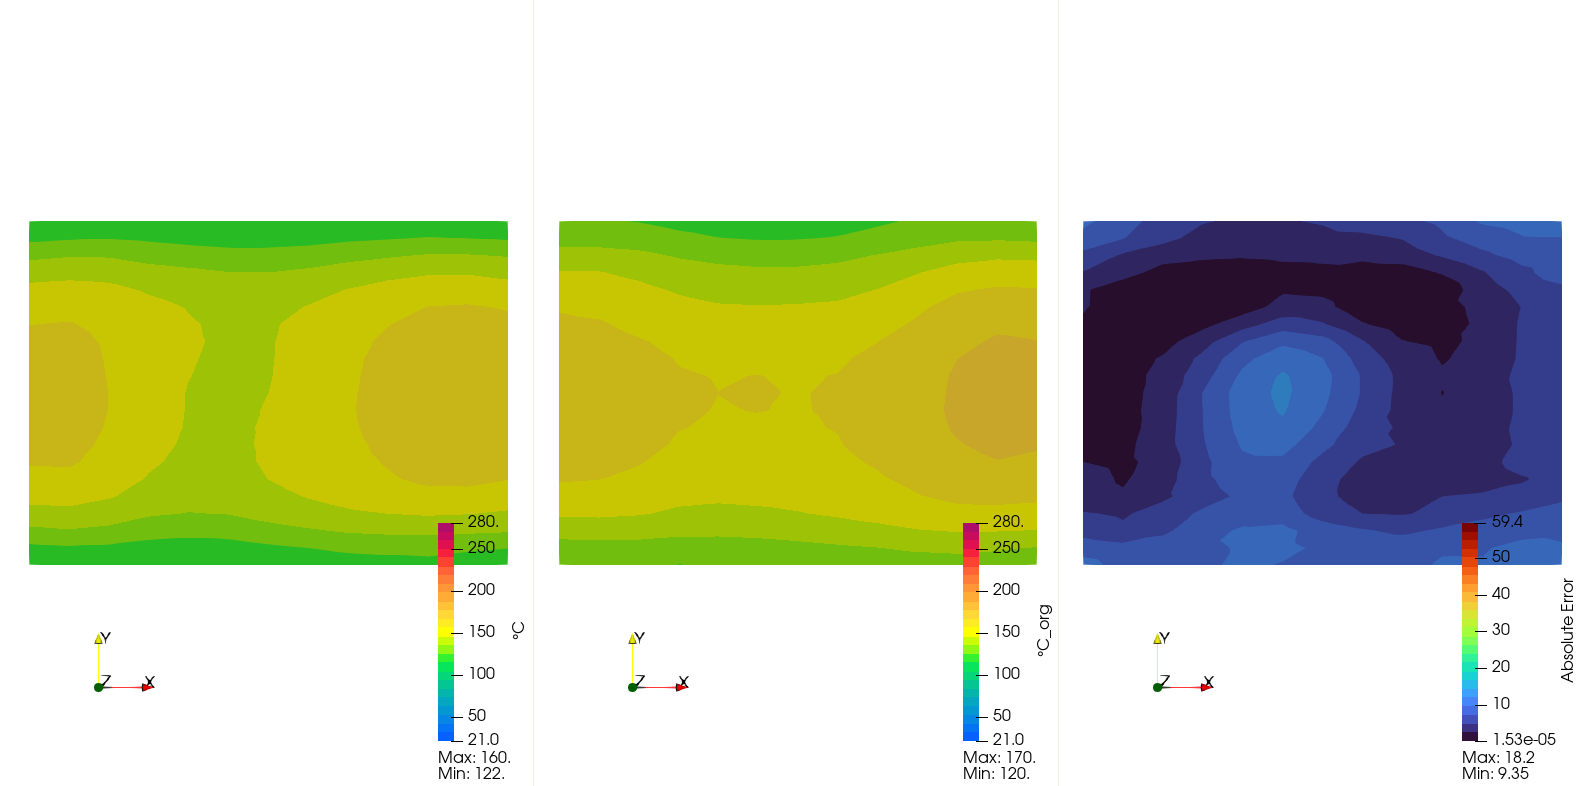 280.
250
200
150
100
50
21.0
°C
Max: 160.
Min: 122.
Y
Z
X
280.
250
200
150
100
50
21.0
°C_org
Max: 170.
Min: 120.
Y
Z
X
59.4
50
40
30
20
10
1.53e-05
Absolute Error
Max: 18.2
Min: 9.35
Y
Z
X